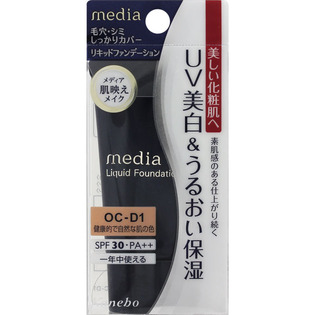 media
毛穴・シミ
しっかりカバー
リキッドファンデーション
メディア
肌映え
メイク
media
Liquid Foundatio
OC-D1
健康的で自然な肌の色
SPF 30・PA++
一年中使える
nebo
美しい化粧肌へ
UV美白&うるおい保湿
素肌感のある仕上がり続く